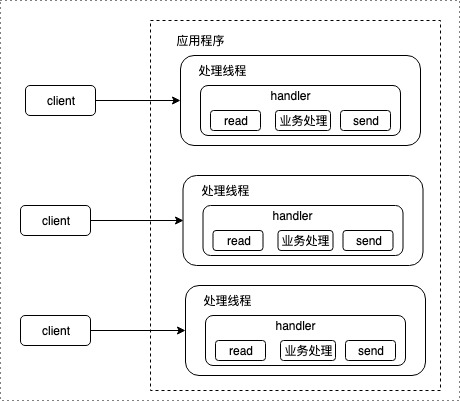 应用程序
处理线程
client
handler
read 业务处理 send
处理线程
client
handler
read 业务处理 send
处理线程
client
handler
read 业务处理 send